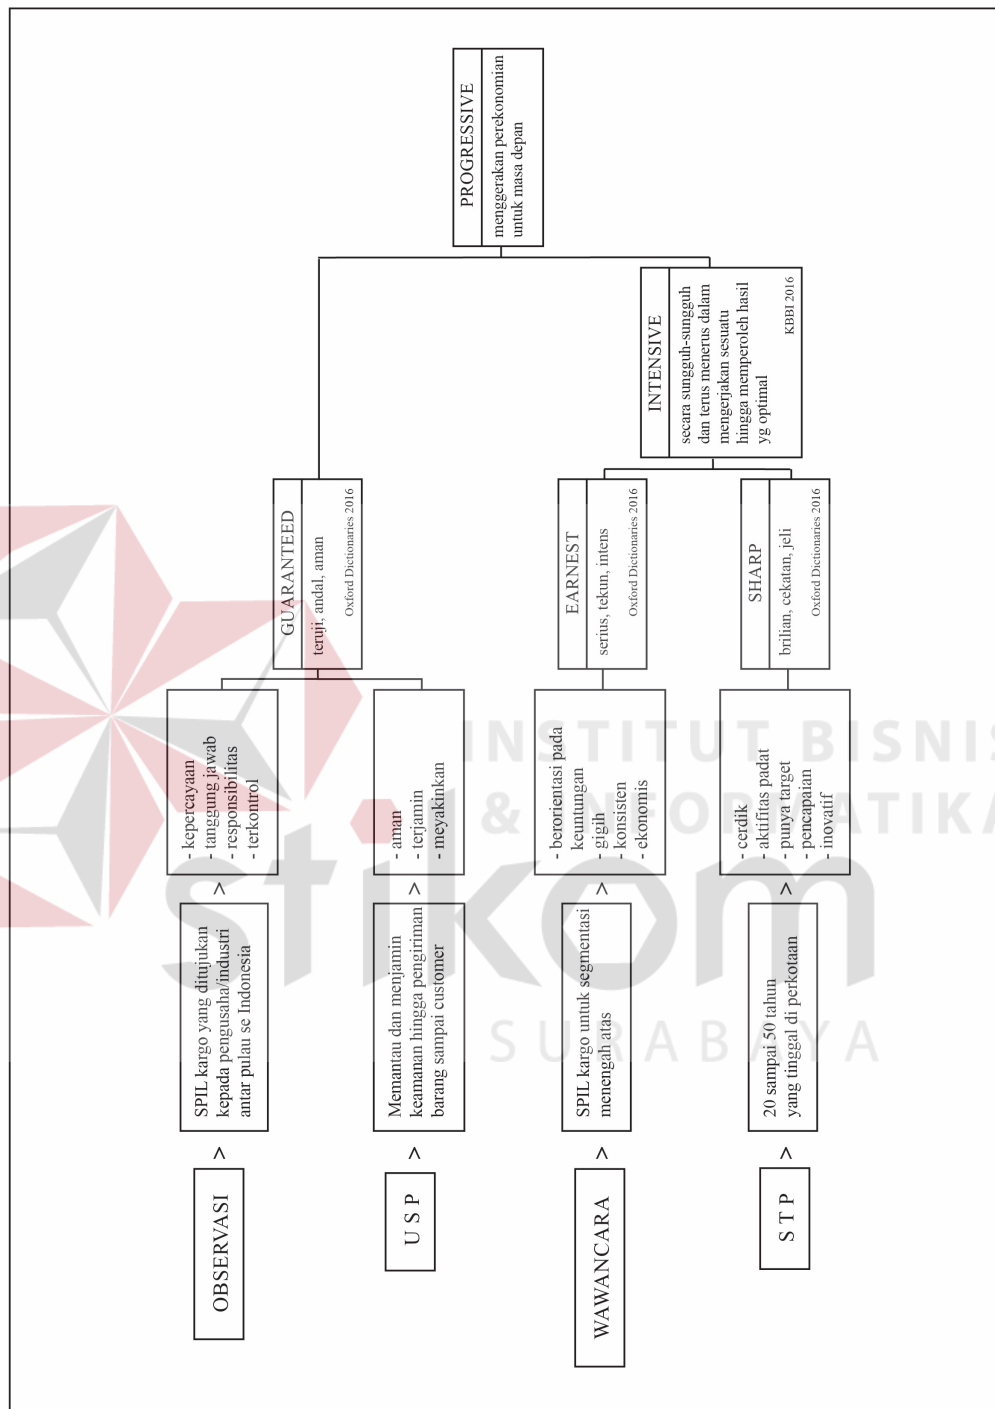 OBSERVASI
>
SPIL kargo yang ditujukan
kepada pengusaha/industri
antar pulau se Indonesia
>
- kepercayaan
- tanggung jawab
- responsibilitas
- terkontrol
U S P
>
Memantau dan menjamin
keamanan hingga pengiriman
barang sampai customer
>
- aman
- terjamin
- meyakinkan
GUARANTEED
teruji, andal, aman
Oxford Dictionaries 2016
WAWANCARA
>
SPIL kargo untuk segmentasi
menengah atas
>
- berorientasi pada
keuntungan
- gigih
- konsisten
- ekonomis
EARNEST
serius, tekun, intens
Oxford Dictionaries 2016
S T P
>
20 sampai 50 tahun
yang tinggal di perkotaan
>
- cerdik
- aktifitas padat
- punya target
- pencapaian
- inovatif
SHARP
brilian, cekatan, jeli
Oxford Dictionaries 2016
INTENSIVE
secara sungguh-sungguh
dan terus menerus dalam
mengerjakan sesuatu
hingga memperoleh hasil
yg optimal
KBBI 2016
PROGRESSIVE
menggerakan perekonomian
untuk masa depan
INSTITUT BISNIS
& INFORMATIKA
stikom
SURABAYA